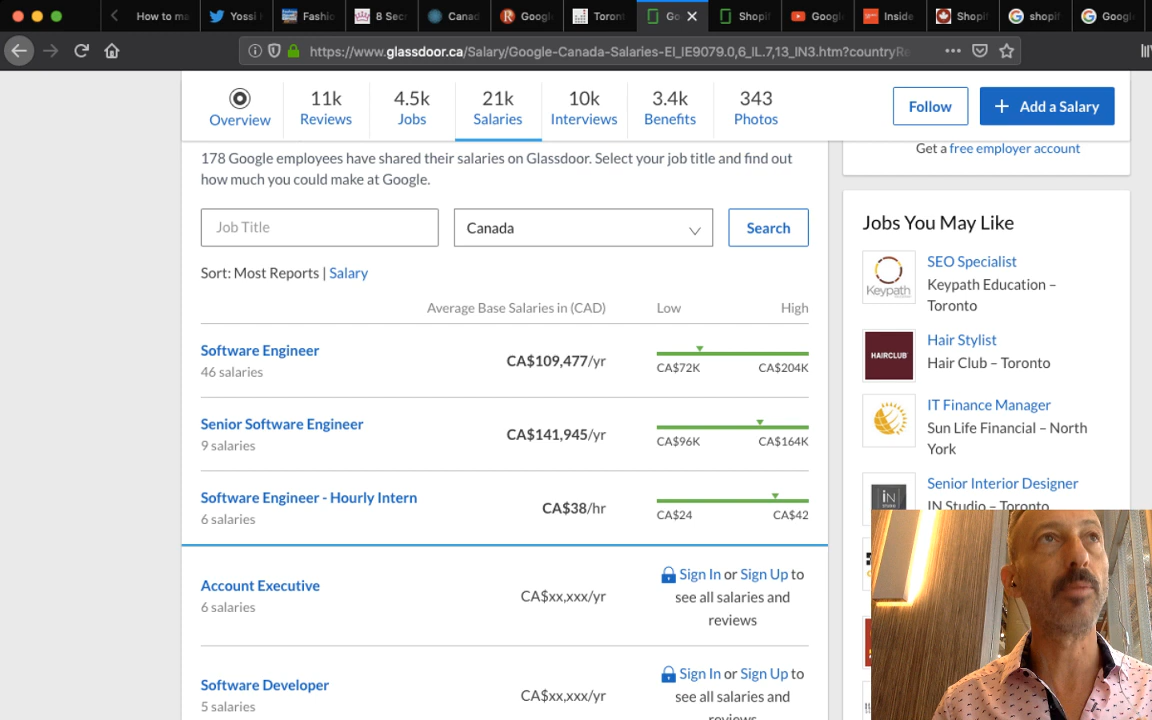 How to ma
Yossi
Fashio
8 Secr
Canad
Googl
Toront
Go
Shopif
Googl
Inside
Shopif
shopif
Googl
https://www.glassdoor.ca/Salary/Google-Canada-Salaries-EI_IE9079.0,6_IL.7,13_IN3.htm?countryRe
Overview
11k
Reviews
4.5k
Jobs
21k
Salaries
10k
Interviews
3.4k
Benefits
343
Photos
Follow
+ Add a Salary
Get a free employer account
178 Google employees have shared their salaries on Glassdoor. Select your job title and find out
how much you could make at Google.
Job Title
Canada
Search
Sort: Most Reports | Salary
Average Base Salaries in (CAD)
Low
High
Software Engineer
46 salaries
CA$109,477/yr
CA$72K
CA$204K
Senior Software Engineer
9 salaries
CA$141,945/yr
CA$96K
CA$164K
Software Engineer - Hourly Intern
6 salaries
CA$38/hr
CA$24
CA$42
Account Executive
6 salaries
CA$xx,xxx/yr
Sign In or Sign Up to
see all salaries and
reviews
Software Developer
5 salaries
CA$xx,xxx/yr
Sign In or Sign Up to
see all salaries and
reviews
Jobs You May Like
Keypath
SEO Specialist
Keypath Education –
Toronto
HAIRCLUB
Hair Stylist
Hair Club – Toronto
IT Finance Manager
Sun Life Financial – North
York
iN
Senior Interior Designer
IN Studio – Toronto